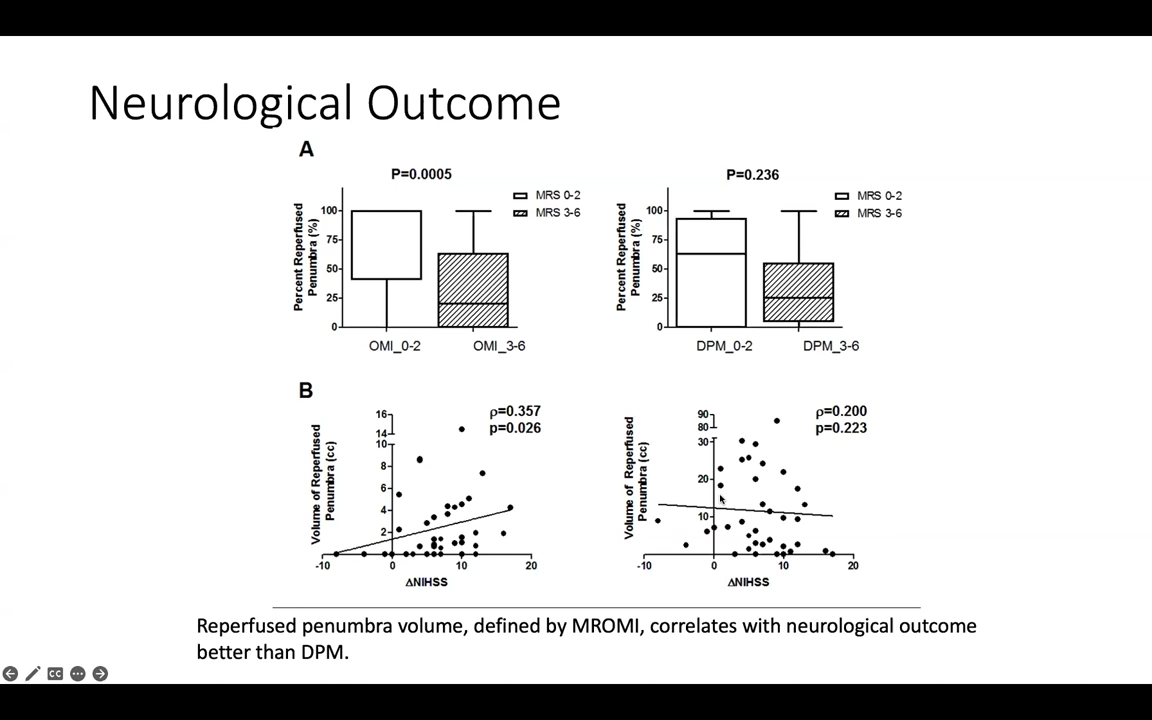 Neurological Outcome
A
P=0.0005
MRS 0-2
MRS 3-6
Percent Reperfused
Penumbra (%)
100
75
50
25
0
OMI_0-2
OMI_3-6
P=0.236
MRS 0-2
MRS 3-6
Percent Reperfused
Penumbra (%)
100
75
50
25
0
DPM_0-2
DPM_3-6
B
ρ=0.357
p=0.026
Volume of Reperfused
Penumbra (cc)
16
14
10
8
6
4
2
-10
0
10
20
ΔNIHSS
ρ=0.200
p=0.223
Volume of Reperfused
Penumbra (cc)
90
80
30
20
10
-10
0
10
20
ΔNIHSS
Reperfused penumbra volume, defined by MROMI, correlates with neurological outcome
better than DPM.
CC